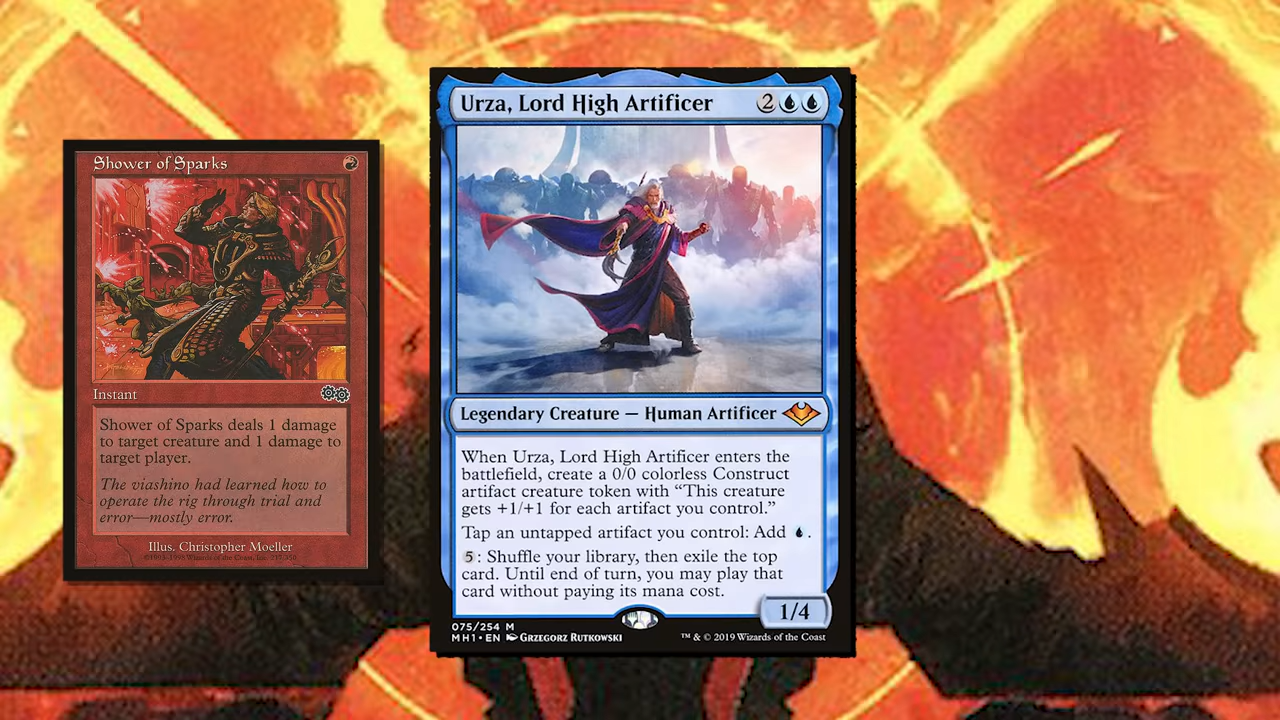 Shower of Sparks
Instant
Shower of Sparks deals 1 damage
to target creature and 1 damage to
target player.
The viashino had learned how to
operate the rig through trial and
error—mostly error.
Illus. Christopher Moeller
Urza, Lord High Artificer 2
Legendary Creature — Human Artificer
When Urza, Lord High Artificer enters the
battlefield, create a 0/0 colorless Construct
artifact creature token with “This creature
gets +1/+1 for each artifact you control.”
Tap an untapped artifact you control: Add .
5: Shuffle your library, then exile the top
card. Until end of turn, you may play that
card without paying its mana cost.
1/4
075/254 M
MH1 • EN Grzegorz Rutkowski
™ & © 2019 Wizards of the Coast